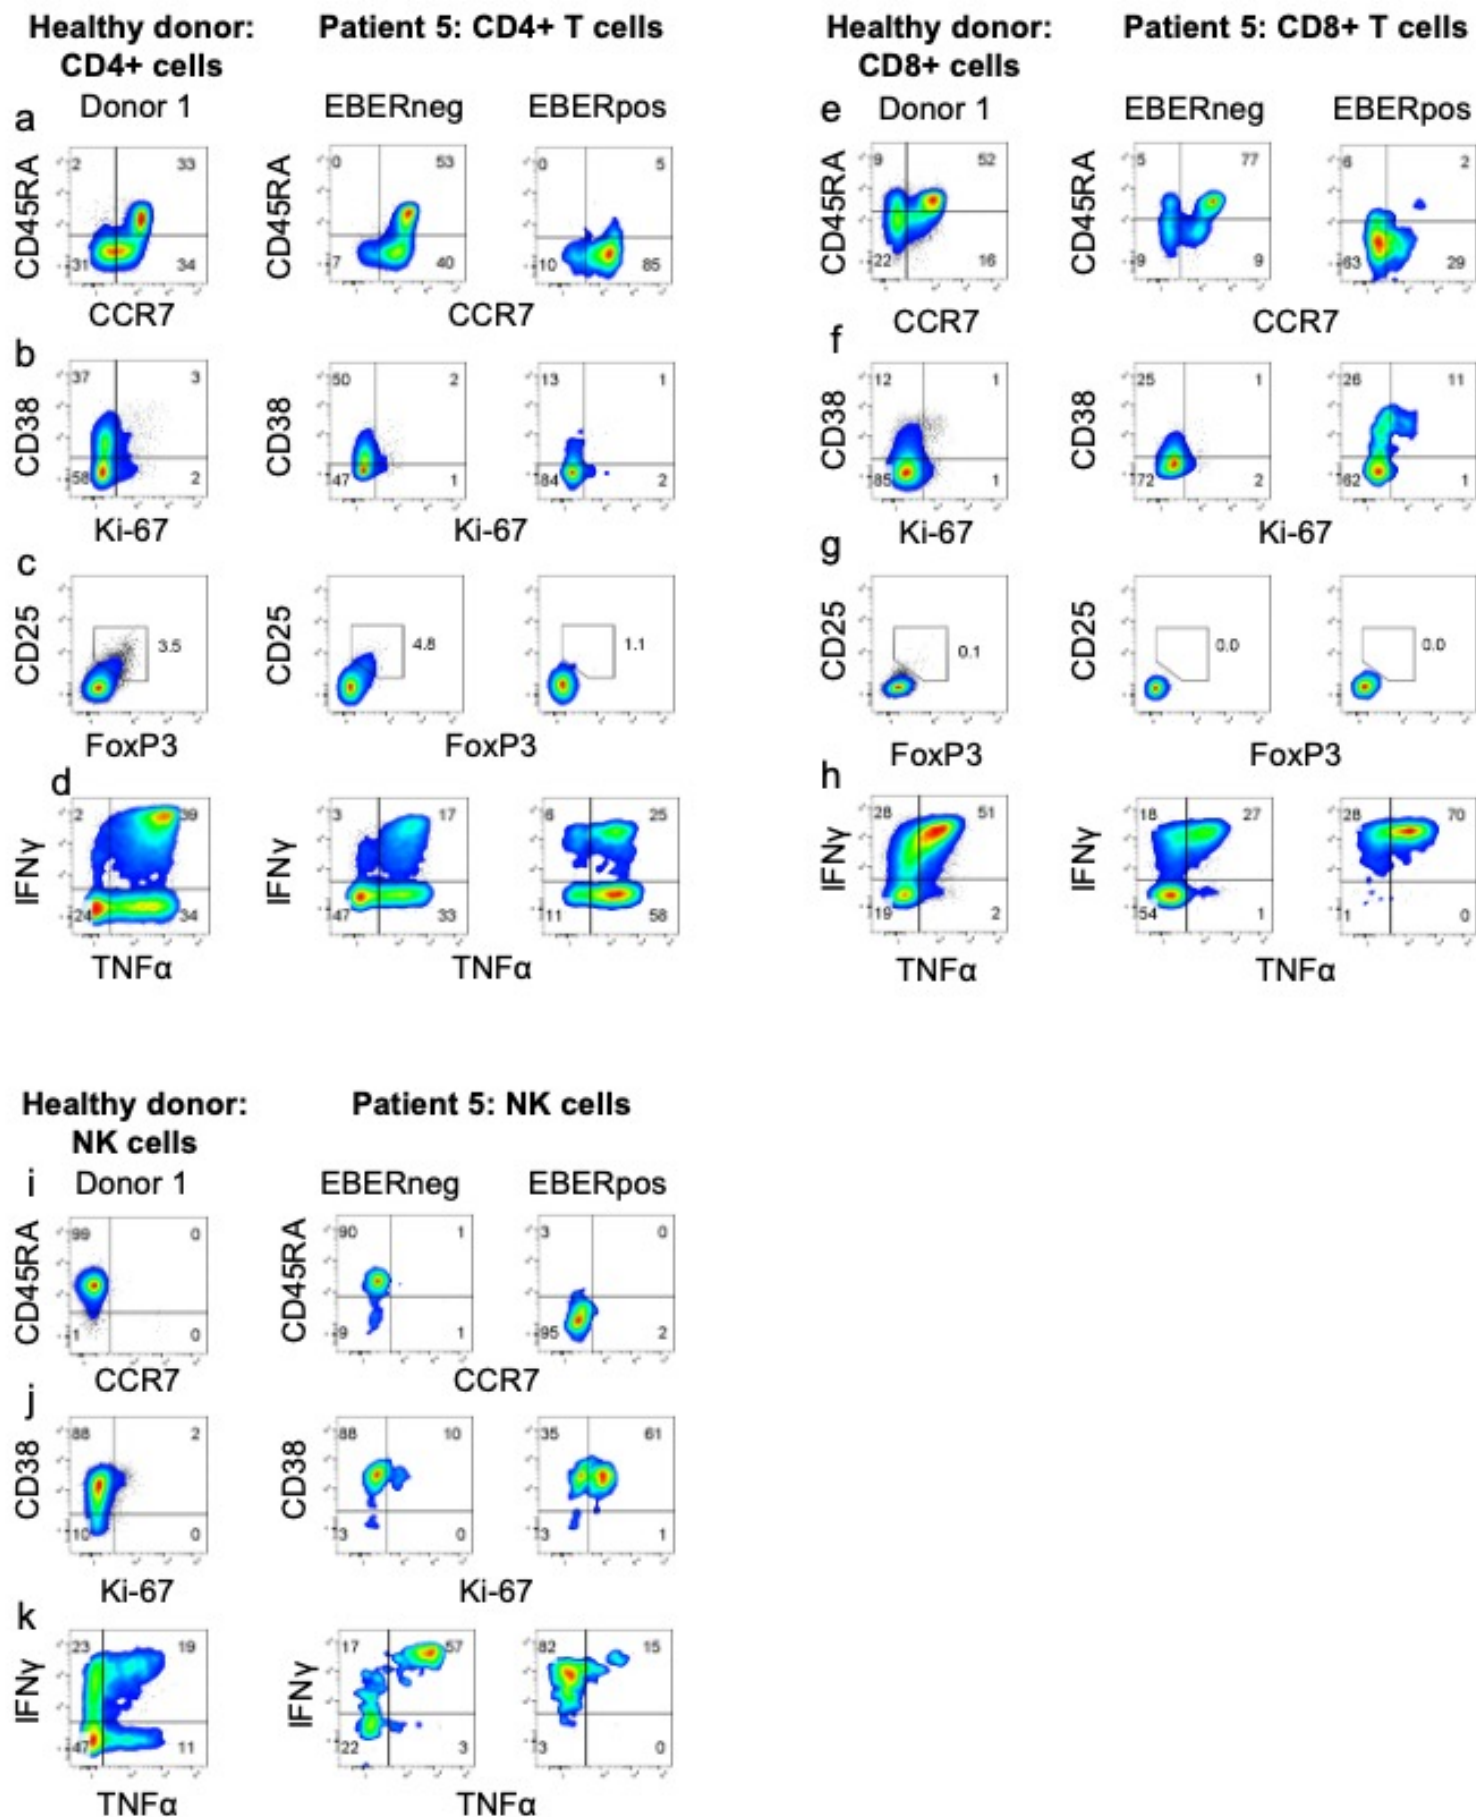 Healthy donor: Patient 5: CD4+ T cells Healthy donor: Patient 5: CD8+ T cells
CD4+ cells CD8+ cells
a Donor 1 EBERneg EBERpos e Donor 1 EBERneg EBERpos
CD45RA 2 33 31 34 CD45RA 0 53 7 40 0 5 10 85 CD45RA 9 52 22 16 CD45RA 5 77 9 9 6 2 63 29
CCR7 CCR7 CCR7 CCR7
b f
CD38 37 3 58 2 CD38 50 2 47 1 13 1 84 2 CD38 12 1 85 1 CD38 25 1 72 2 26 11 62 1
Ki-67 Ki-67 Ki-67 Ki-67
c g
CD25 3.5 CD25 4.8 1.1 CD25 0.1 CD25 0.0 0.0
FoxP3 FoxP3 FoxP3 FoxP3
d h
IFNγ 2 39 24 34 IFNγ 3 17 47 33 6 25 11 58 IFNγ 28 51 19 2 IFNγ 18 27 54 1 28 70 1 0
TNFα TNFα TNFα TNFα
Healthy donor: Patient 5: NK cells
NK cells
i Donor 1 EBERneg EBERpos
CD45RA 99 0 1 0 CD45RA 90 1 9 1 3 0 95 2
CCR7 CCR7
j
CD38 88 2 10 0 CD38 88 10 3 0 35 61 3 1
Ki-67 Ki-67
k
IFNγ 23 19 47 11 IFNγ 17 57 22 3 82 15 3 0
TNFα TNFα